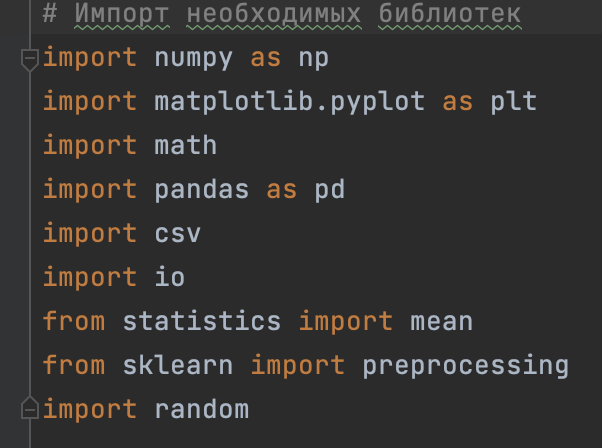 # Импорт необходимых библиотек
import numpy as np
import matplotlib.pyplot as plt
import math
import pandas as pd
import csv
import io
from statistics import mean
from sklearn import preprocessing
import random